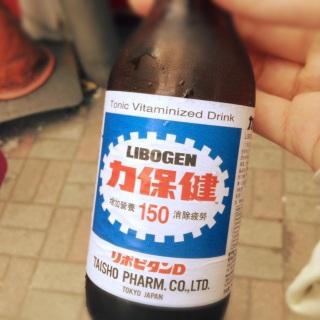 Tonic Vitaminized Drink
LIBOGEN
力保健
增加營養 150 消除疲勞
リポビタンD
TAISHO PHARM. CO., LTD.
TOKYO JAPAN